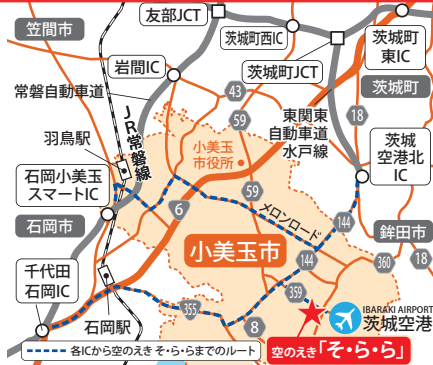 友部JCT
笠間市
茨城町西IC
茨城町
東IC
岩間IC
茨城町JCT
茨城町
常磐自動車道
43
JR常磐線
59
東関東
自動車道
水戸線
18
羽鳥駅
小美玉
市役所
茨城
空港北
IC
石岡小美玉
スマートIC
59
メロンロード
6
144
石岡市
鉾田市
小美玉市
144
360
18
千代田
石岡IC
359
石岡駅
355
8
IBARAKI AIRPORT
茨城空港
各ICから空のえき そ・ら・らまでのルート
空のえき「そ・ら・ら」